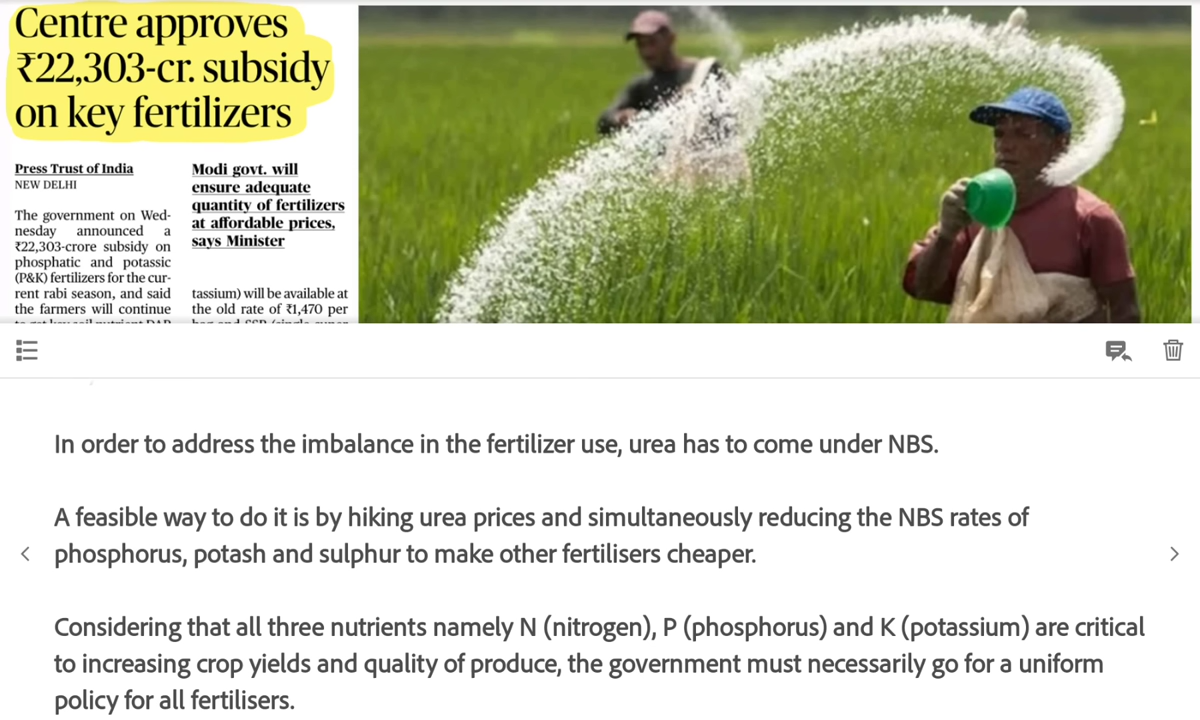 Centre approves
₹22,303-cr. subsidy
on key fertilizers
Press Trust of India
NEW DELHI
The government on Wed-
nesday announced a
₹22,303-crore subsidy on
phosphatic and potassic
(P&K) fertilizers for the cur-
rent rabi season, and said
the farmers will continue
Modi govt. will
ensure adequate
quantity of fertilizers
at affordable prices,
says Minister
tassium) will be available at
the old rate of ₹1,470 per
In order to address the imbalance in the fertilizer use, urea has to come under NBS.
A feasible way to do it is by hiking urea prices and simultaneously reducing the NBS rates of
phosphorus, potash and sulphur to make other fertilisers cheaper.
Considering that all three nutrients namely N (nitrogen), P (phosphorus) and K (potassium) are critical
to increasing crop yields and quality of produce, the government must necessarily go for a uniform
policy for all fertilisers.